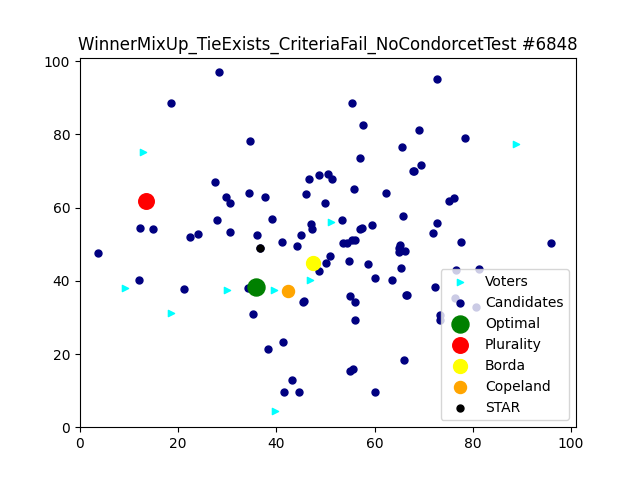 WinnerMixUp_TieExists_CriteriaFail_NoCondorcetTest #6848
100
80
60
40
20
0
0 20 40 60 80 100
Voters
Candidates
Optimal
Plurality
Borda
Copeland
STAR